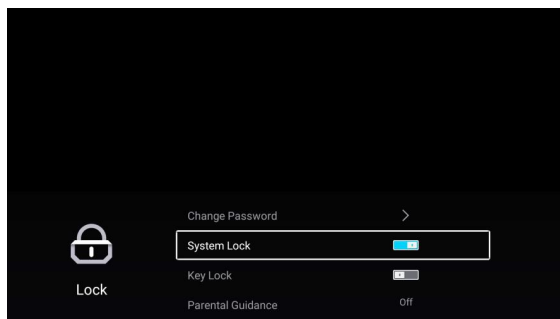 Change Password
System Lock
Key Lock
Lock
Parental Guidance Off